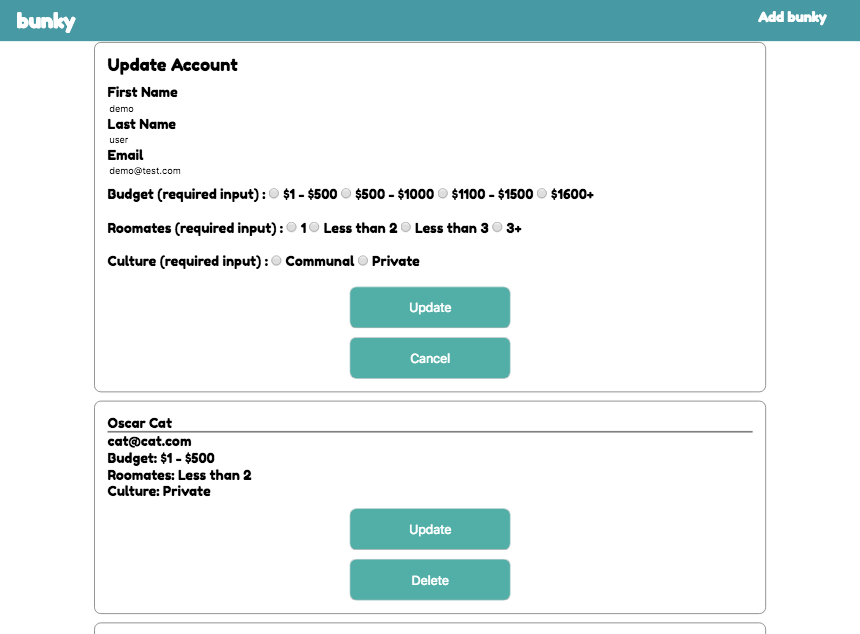 bunky
Add bunky
Update Account
First Name
demo
Last Name
user
Email
demo@test.com
Budget (required input) : $1 - $500 $500 - $1000 $1100 - $1500 $1600+
Roomates (required input) : 1 Less than 2 Less than 3 3+
Culture (required input) : Communal Private
Update
Cancel
Oscar Cat
cat@cat.com
Budget: $1 - $500
Roomates: Less than 2
Culture: Private
Update
Delete